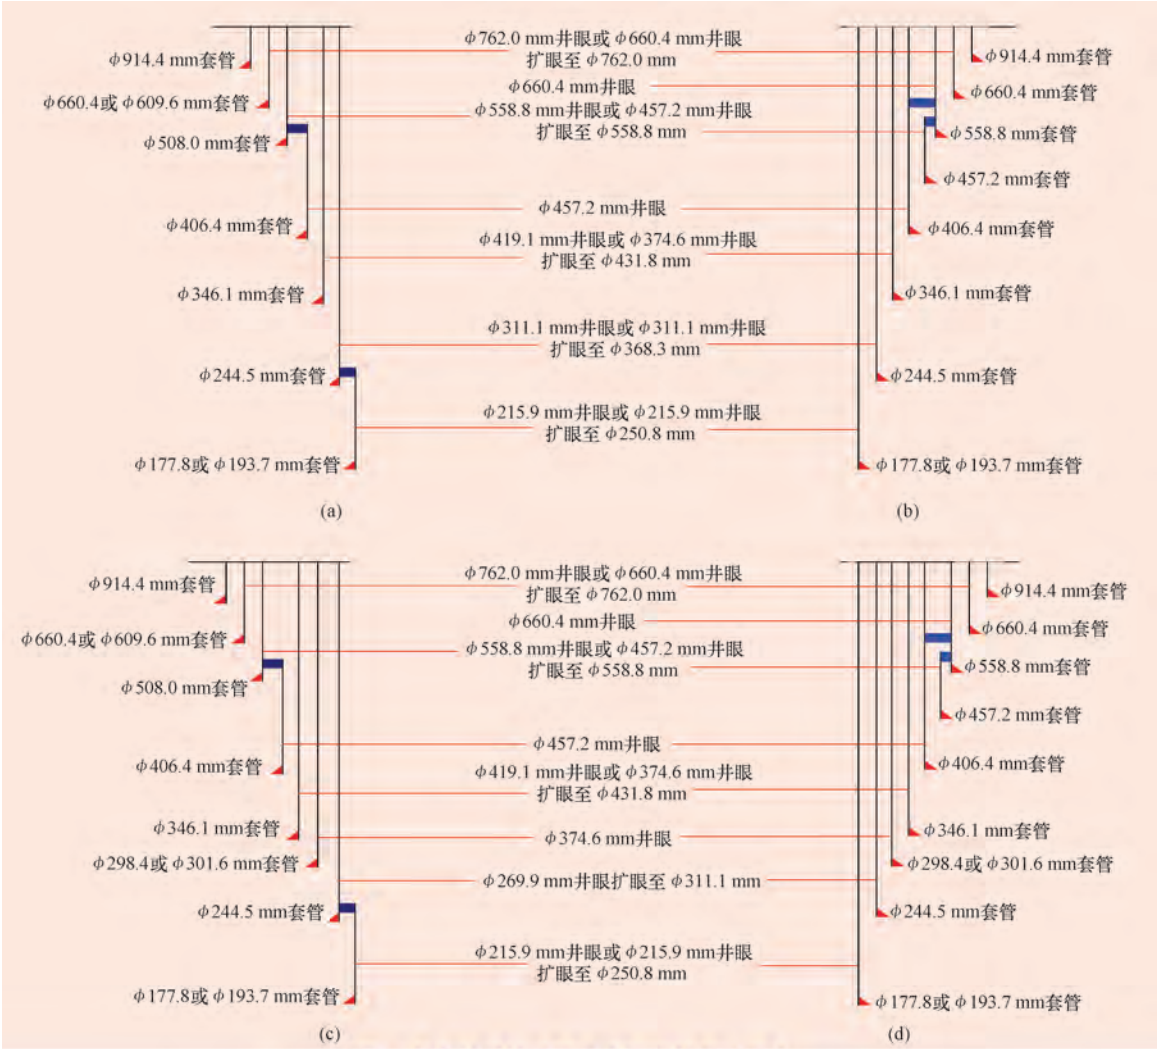 φ914.4 mm套管
φ660.4或φ609.6 mm套管
φ508.0 mm套管
φ406.4 mm套管
φ346.1 mm套管
φ244.5 mm套管
φ177.8或φ193.7 mm套管
(a)
φ762.0 mm井眼或φ660.4 mm井眼
扩眼至φ762.0 mm
φ660.4 mm井眼
φ558.8 mm井眼或φ457.2 mm井眼
扩眼至φ558.8 mm
φ457.2 mm井眼
φ419.1 mm井眼或φ374.6 mm井眼
扩眼至φ431.8 mm
φ311.1 mm井眼或φ311.1 mm井眼
扩眼至φ368.3 mm
φ215.9 mm井眼或φ215.9 mm井眼
扩眼至φ250.8 mm
φ914.4 mm套管
φ660.4 mm套管
φ558.8 mm套管
φ457.2 mm套管
φ406.4 mm套管
φ346.1 mm套管
φ244.5 mm套管
φ177.8或φ193.7 mm套管
(b)
φ914.4 mm套管
φ660.4或φ609.6 mm套管
φ508.0 mm套管
φ406.4 mm套管
φ346.1 mm套管
φ298.4或φ301.6 mm套管
φ244.5 mm套管
φ177.8或φ193.7 mm套管
(c)
φ762.0 mm井眼或φ660.4 mm井眼
扩眼至φ762.0 mm
φ660.4 mm井眼
φ558.8 mm井眼或φ457.2 mm井眼
扩眼至φ558.8 mm
φ457.2 mm井眼
φ419.1 mm井眼或φ374.6 mm井眼
扩眼至φ431.8 mm
φ374.6 mm井眼
φ269.9 mm井眼扩眼至φ311.1 mm
φ215.9 mm井眼或φ215.9 mm井眼
扩眼至φ250.8 mm
φ914.4 mm套管
φ660.4 mm套管
φ558.8 mm套管
φ457.2 mm套管
φ406.4 mm套管
φ346.1 mm套管
φ298.4或φ301.6 mm套管
φ244.5 mm套管
φ177.8或φ193.7 mm套管
(d)